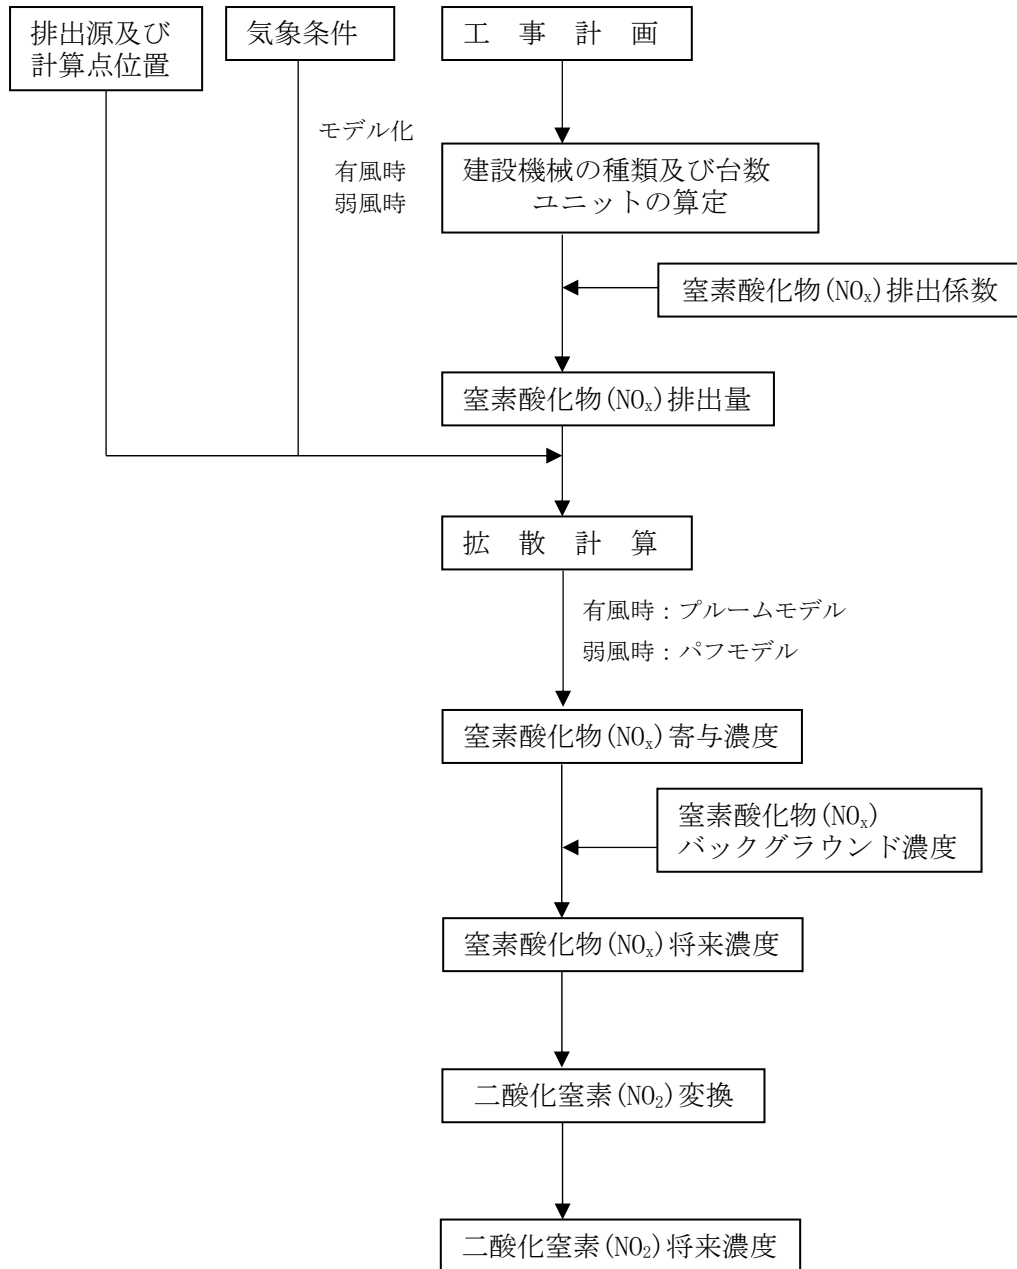 排出源及び
計算点位置
気象条件
工 事 計 画
モデル化
有風時
弱風時
建設機械の種類及び台数
ユニットの算定
窒素酸化物(NOₓ)排出係数
窒素酸化物(NOₓ)排出量
拡 散 計 算
有風時：プルームモデル
弱風時：パフモデル
窒素酸化物(NOₓ)寄与濃度
窒素酸化物(NOₓ)
バックグラウンド濃度
窒素酸化物(NOₓ)将来濃度
二酸化窒素(NO₂)変換
二酸化窒素(NO₂)将来濃度